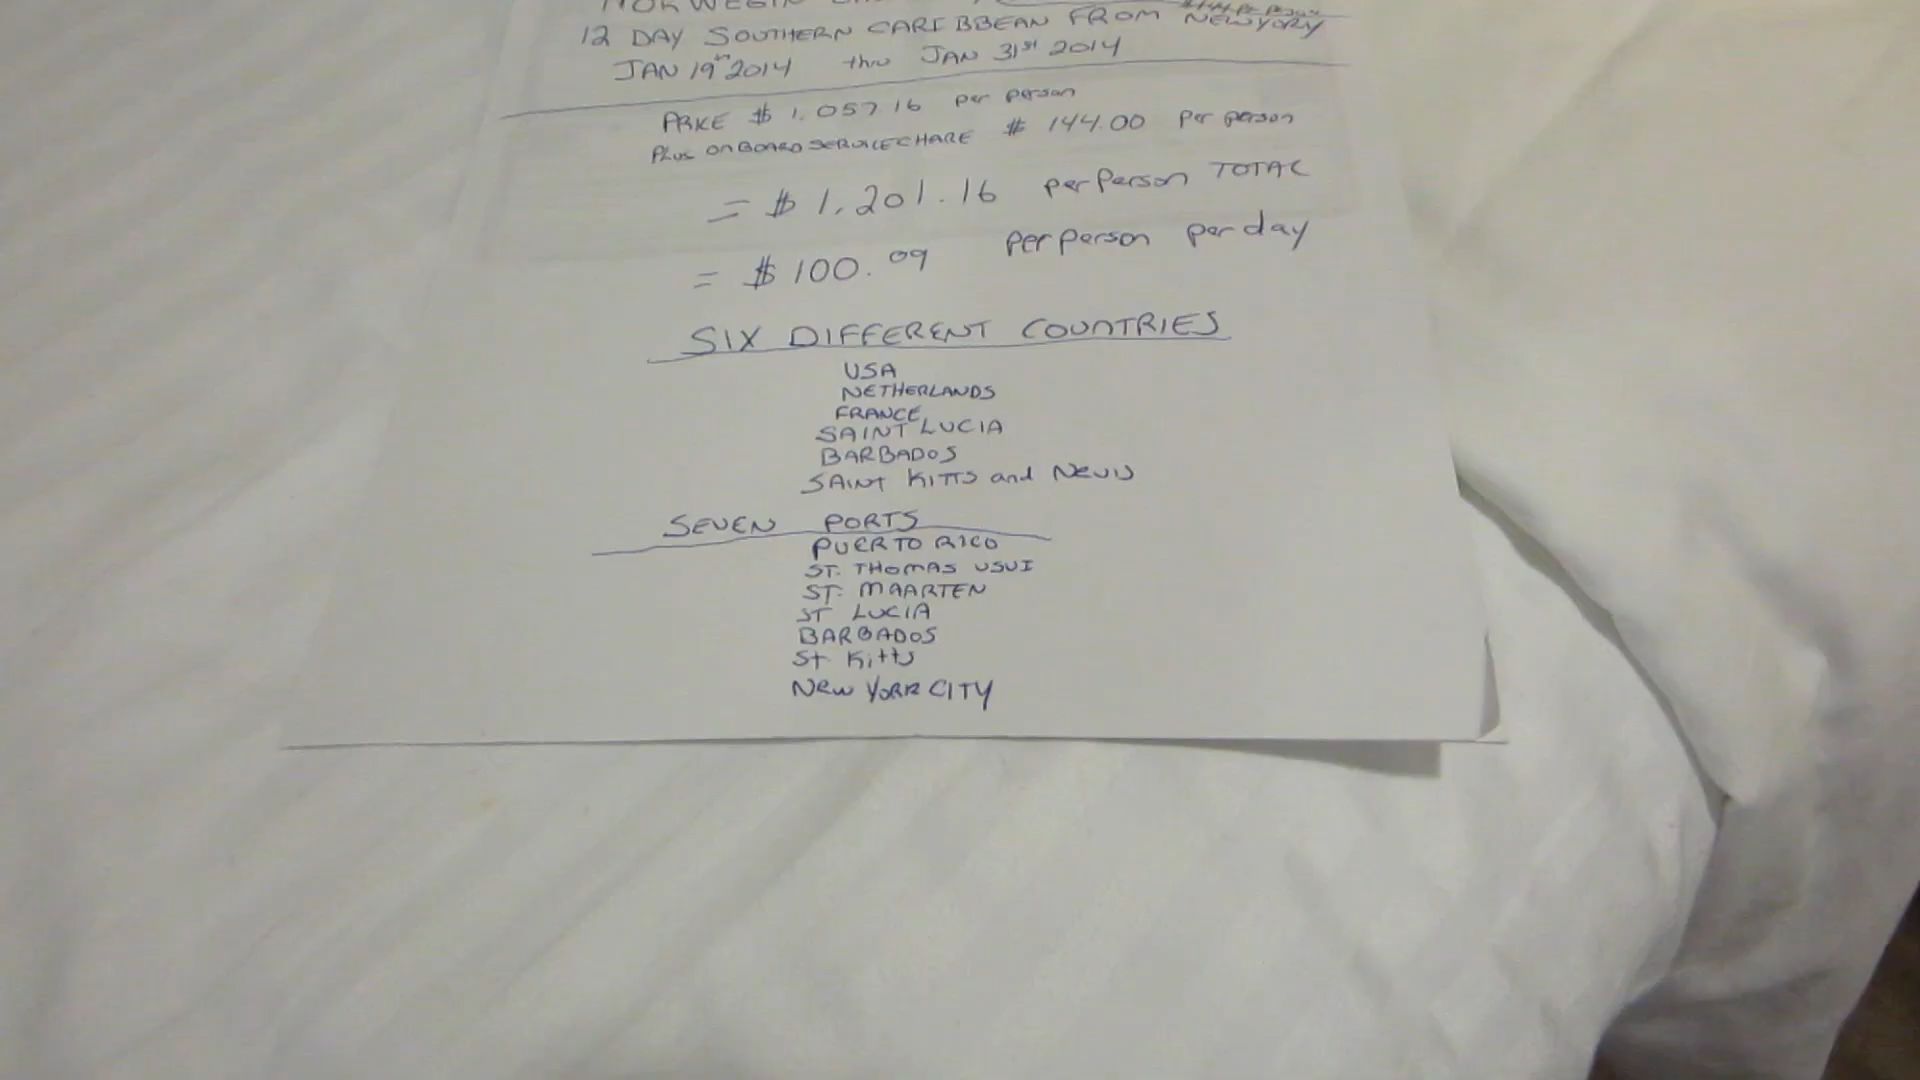 NORWEGIN
12 DAY SOUTHERN CARIBBEAN FROM NEW YORY
JAN 19th 2014 thru JAN 31st 2014
PRICE $ 1,057.16 per person
Plus ONBOARD SERVICE CHARE $ 144.00 per person
= $ 1,201.16 per Person TOTAL
= $ 100.09 per person per day
SIX DIFFERENT COUNTRIES
USA
NETHERLANDS
FRANCE
SAINT LUCIA
BARBADOS
SAINT KITTS and NEVIS
SEVEN PORTS
PUERTO RICO
ST. THOMAS USVI
ST. MAARTEN
ST LUCIA
BARBADOS
St Kitts
NEW YORK CITY